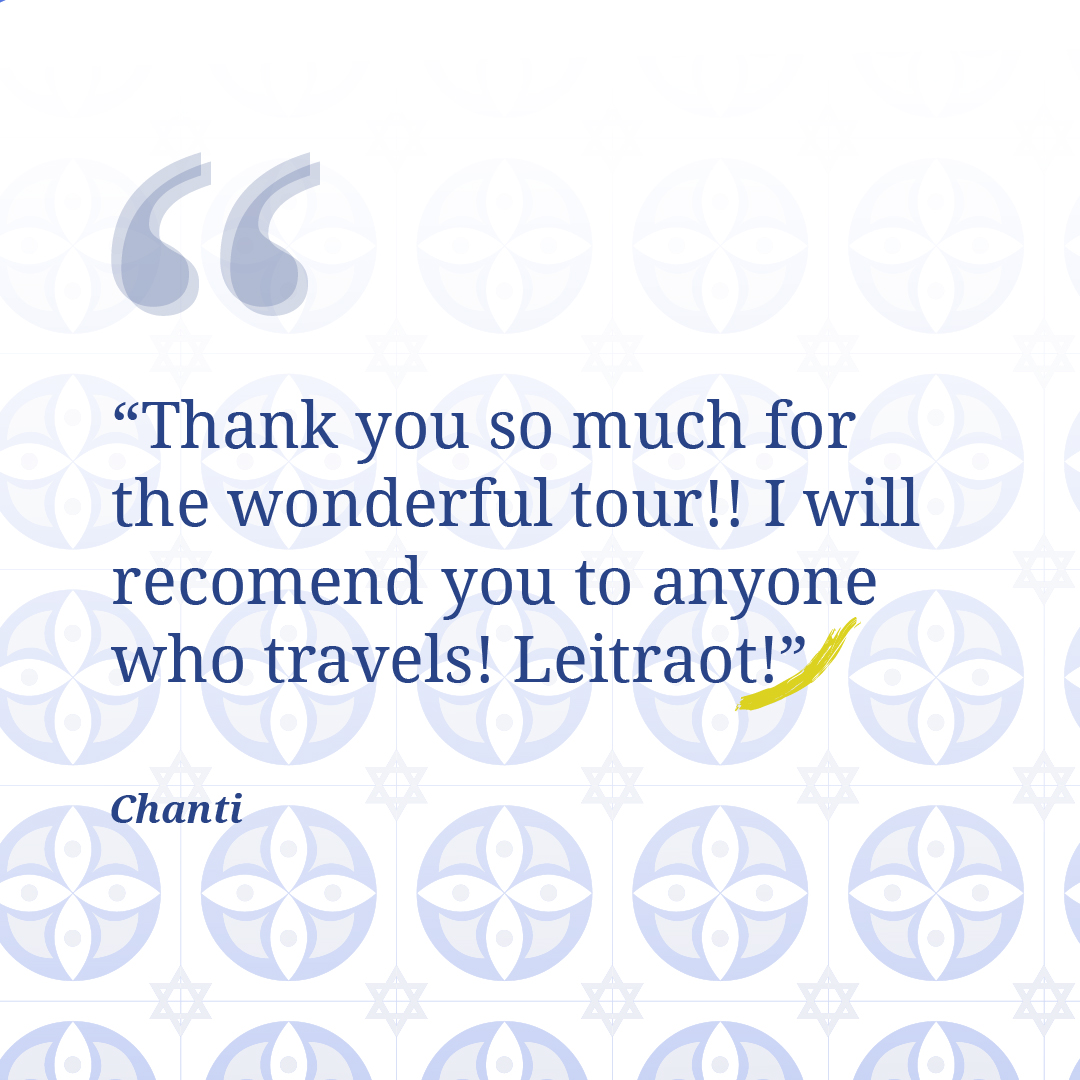 “Thank you so much for
the wonderful tour!! I will
recomend you to anyone
who travels! Leitraot!”
Chanti